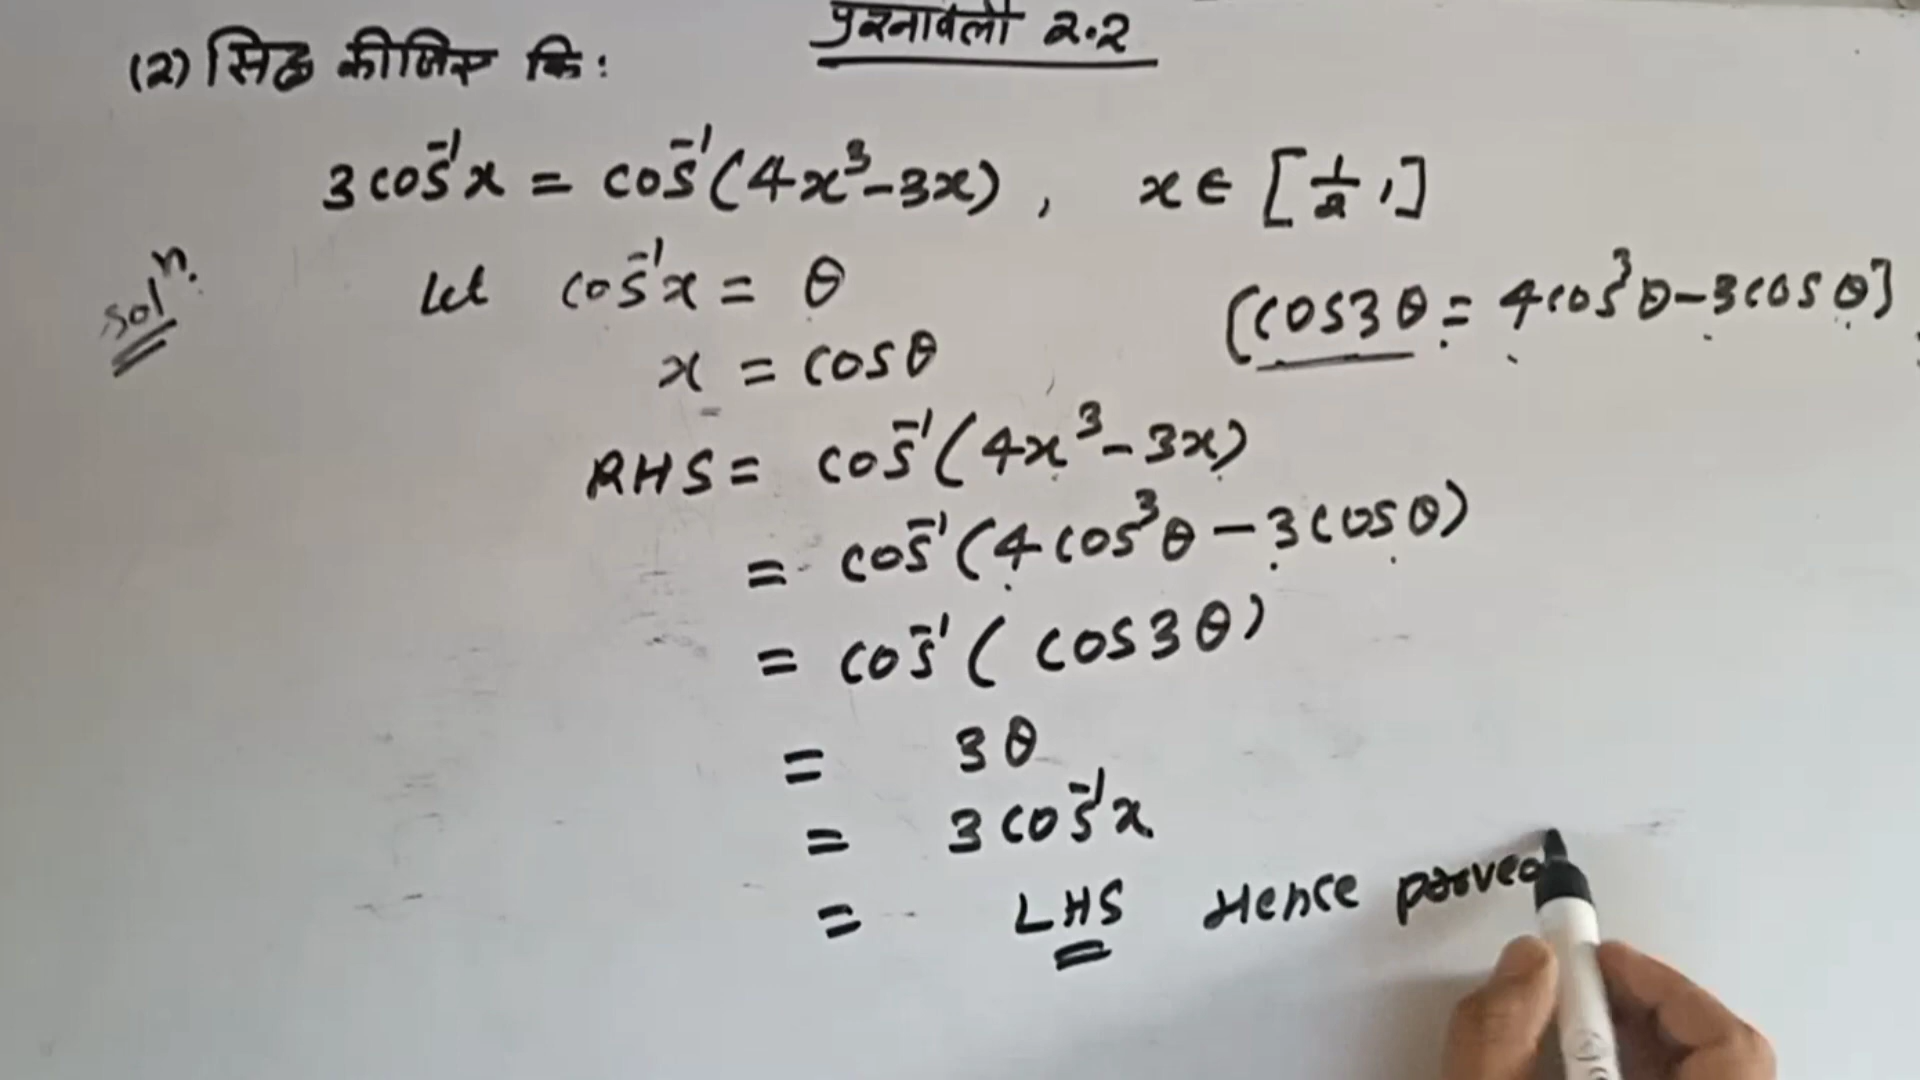 प्रश्नावली 2.2
(2) सिद्ध कीजिए कि:
3cos⁻¹x = cos⁻¹(4x³-3x), x ∈ [1/2, 1]
Solⁿ. Let cos⁻¹x = θ
(cos3θ = 4cos³θ-3cosθ)
x = cosθ
RHS = cos⁻¹(4x³-3x)
= cos⁻¹(4cos³θ-3cosθ)
= cos⁻¹(cos3θ)
= 3θ
= 3cos⁻¹x
= LHS Hence proved